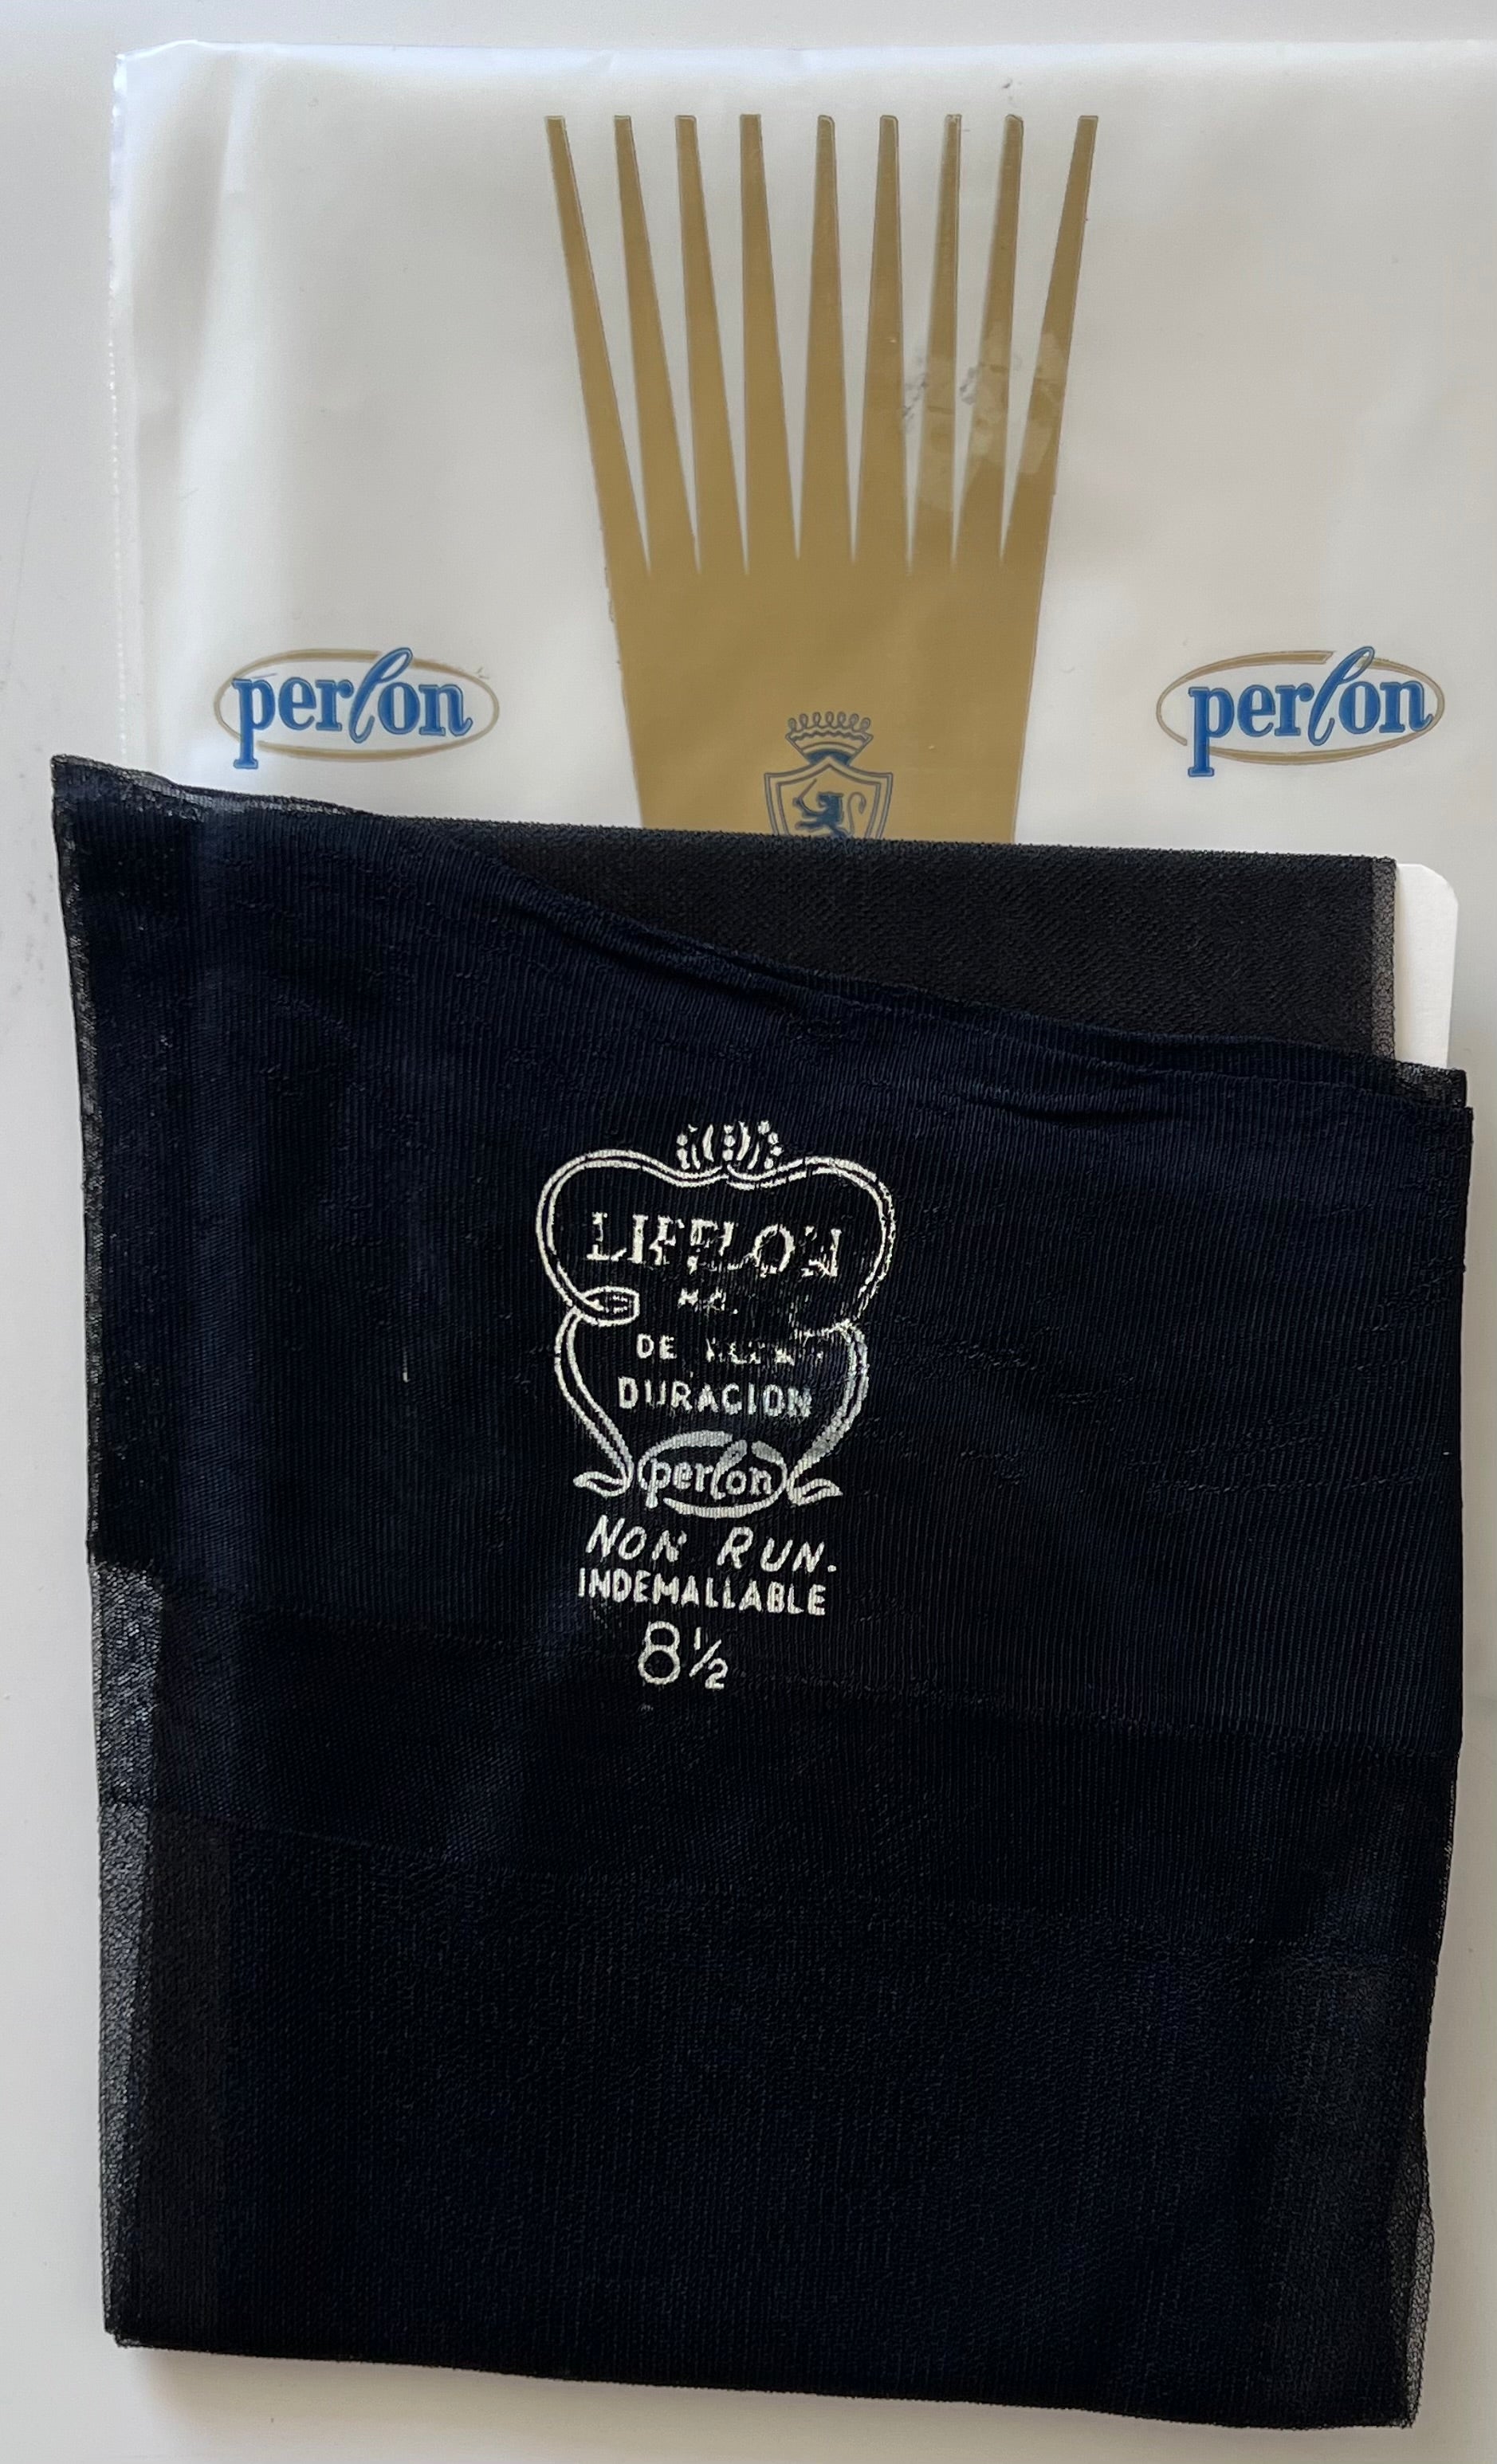 perlon
perlon
LIFFLON
DE
DURACION
perlon
NON RUN.
INDEMALLABLE
8½